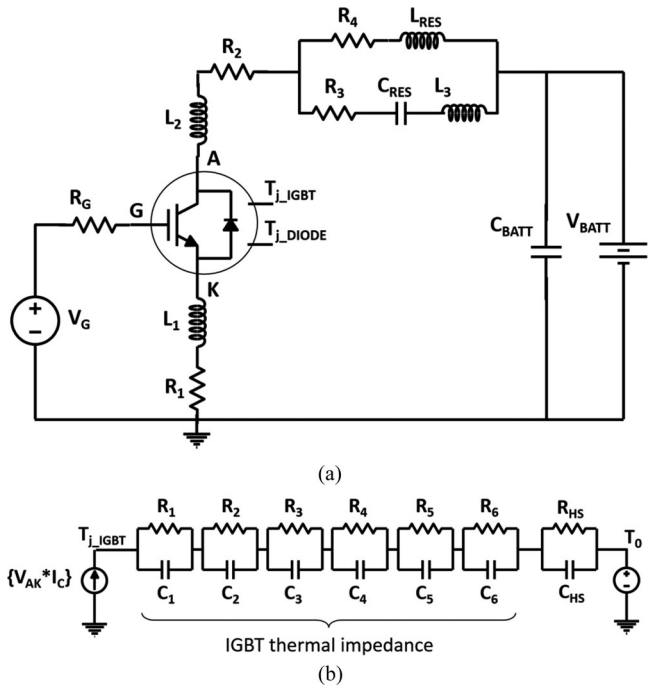 R4
LRES
R2
R3
CRES
L3
L2
A
RG
G
Tj_IGBT
Tj_DIODE
CBATT
VBATT
+
−
VG
K
L1
R1
(a)
R1 R2 R3 R4 R5 R6 RHS
Tj_IGBT
T0
{VAK*IC}
+
-
C1 C2 C3 C4 C5 C6 CHS
IGBT thermal impedance
(b)